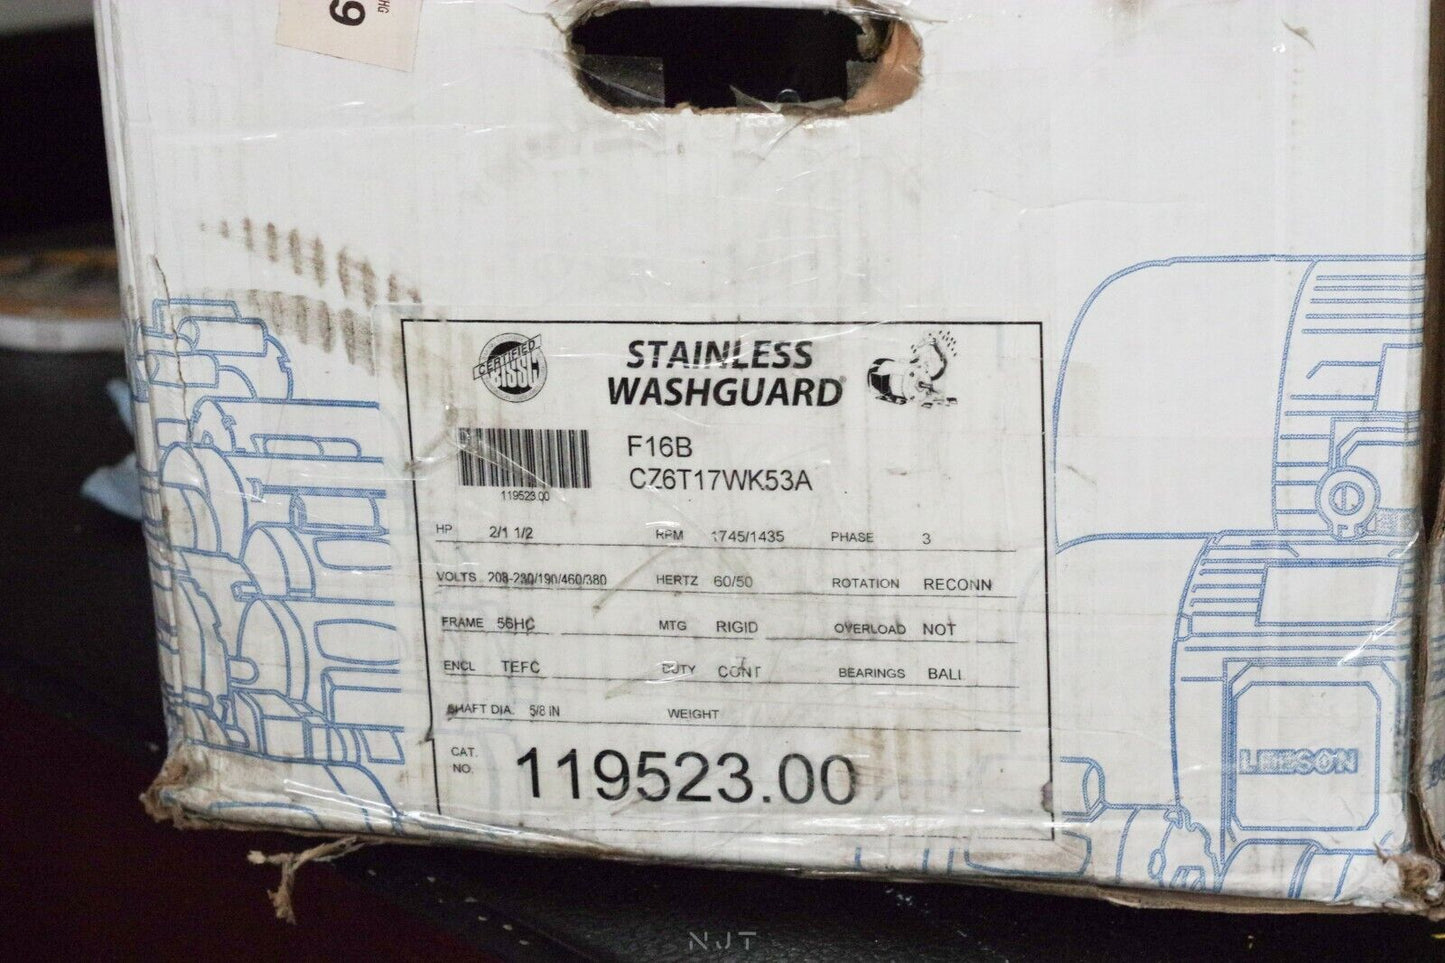 HG
9
CERTIFIED
BISSC
STAINLESS
WASHGUARD®
F16B
CZ6T17WK53A
119523.00
HP 2/1 1/2 RPM 1745/1435 PHASE 3
VOLTS 208-230/190/460/380 HERTZ 60/50 ROTATION RECONN
FRAME 56HC MTG RIGID OVERLOAD NOT
ENCL TEFC DUTY CONT BEARINGS BALL
SHAFT DIA. 5/8 IN WEIGHT
CAT.
NO. 119523.00
LEESON
NJT